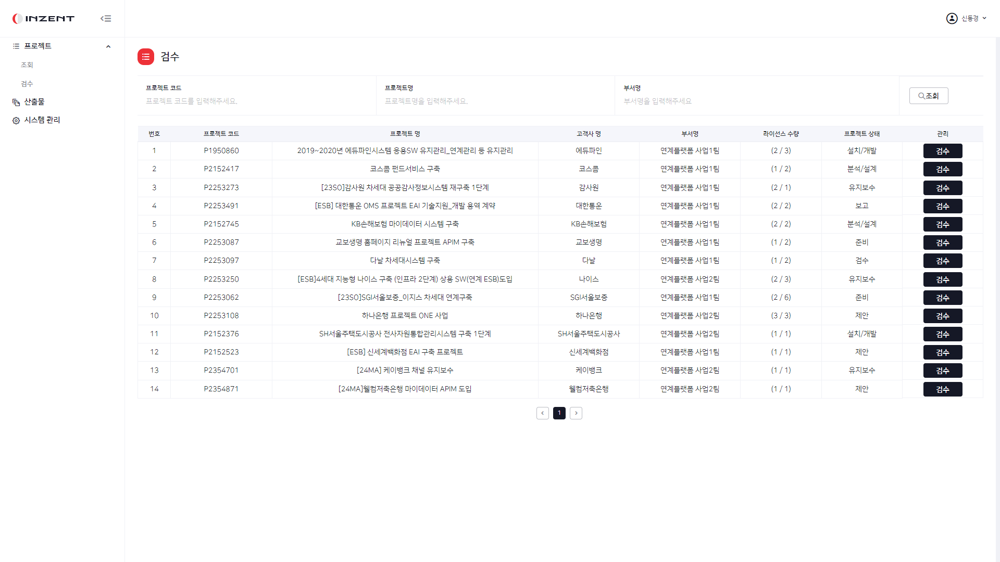 INZENT
신동경
프로젝트
조회
검수
산출물
시스템 관리
검수
프로젝트 코드
프로젝트 코드를 입력해주세요.
프로젝트명
프로젝트명을 입력해주세요.
부서명
부서명을 입력해주세요
조회
번호 프로젝트 코드 프로젝트 명 고객사 명 부서명 라이선스 수량 프로젝트 상태 관리
1 P1950860 2019~2020년 에듀파인시스템 응용SW 유지관리_연계관리 등 유지관리 에듀파인 연계플랫폼 사업1팀 (2 / 3) 설치/개발 검수
2 P2152417 코스콤 펀드서비스 구축 코스콤 연계플랫폼 사업1팀 (1 / 2) 분석/설계 검수
3 P2253273 [23SO]감사원 차세대 공공감사정보시스템 재구축 1단계 감사원 연계플랫폼 사업1팀 (2 / 1) 유지보수 검수
4 P2253491 [ESB] 대한통운 OMS 프로젝트 EAI 기술지원_개발 용역 계약 대한통운 연계플랫폼 사업1팀 (2 / 2) 보고 검수
5 P2152745 KB손해보험 마이데이터 시스템 구축 KB손해보험 연계플랫폼 사업1팀 (2 / 2) 분석/설계 검수
6 P2253087 교보생명 홈페이지 리뉴얼 프로젝트 APIM 구축 교보생명 연계플랫폼 사업1팀 (1 / 2) 준비 검수
7 P2253097 다날 차세대시스템 구축 다날 연계플랫폼 사업1팀 (1 / 2) 검수 검수
8 P2253250 [ESB]4세대 지능형 나이스 구축 (인프라 2단계) 상용 SW(연계 ESB)도입 나이스 연계플랫폼 사업2팀 (2 / 3) 유지보수 검수
9 P2253062 [23SO]SGI서울보증_이지스 차세대 연계구축 SGI서울보증 연계플랫폼 사업1팀 (2 / 6) 준비 검수
10 P2253108 하나은행 프로젝트 ONE 사업 하나은행 연계플랫폼 사업2팀 (3 / 3) 제안 검수
11 P2152376 SH서울주택도시공사 전사자원통합관리시스템 구축 1단계 SH서울주택도시공사 연계플랫폼 사업2팀 (1 / 1) 설치/개발 검수
12 P2152523 [ESB] 신세계백화점 EAI 구축 프로젝트 신세계백화점 연계플랫폼 사업1팀 (1 / 1) 제안 검수
13 P2354701 [24MA] 케이뱅크 채널 유지보수 케이뱅크 연계플랫폼 사업2팀 (1 / 1) 유지보수 검수
14 P2354871 [24MA]웰컴저축은행 마이데이터 APIM 도입 웰컴저축은행 연계플랫폼 사업2팀 (1 / 1) 제안 검수
1